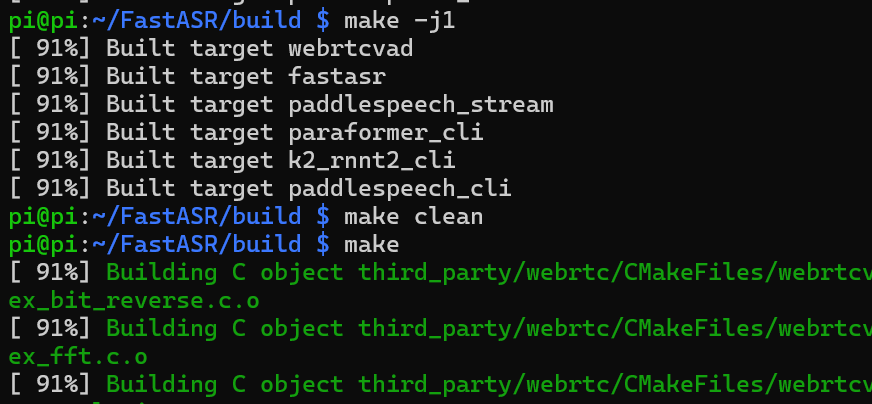 pi@pi:~/FastASR/build $ make -j1
[ 91%] Built target webrtcvad
[ 91%] Built target fastasr
[ 91%] Built target paddlespeech_stream
[ 91%] Built target paraformer_cli
[ 91%] Built target k2_rnnt2_cli
[ 91%] Built target paddlespeech_cli
pi@pi:~/FastASR/build $ make clean
pi@pi:~/FastASR/build $ make
[ 91%] Building C object third_party/webrtc/CMakeFiles/webrtcv
ex_bit_reverse.c.o
[ 91%] Building C object third_party/webrtc/CMakeFiles/webrtcv
ex_fft.c.o
[ 91%] Building C object third_party/webrtc/CMakeFiles/webrtcv